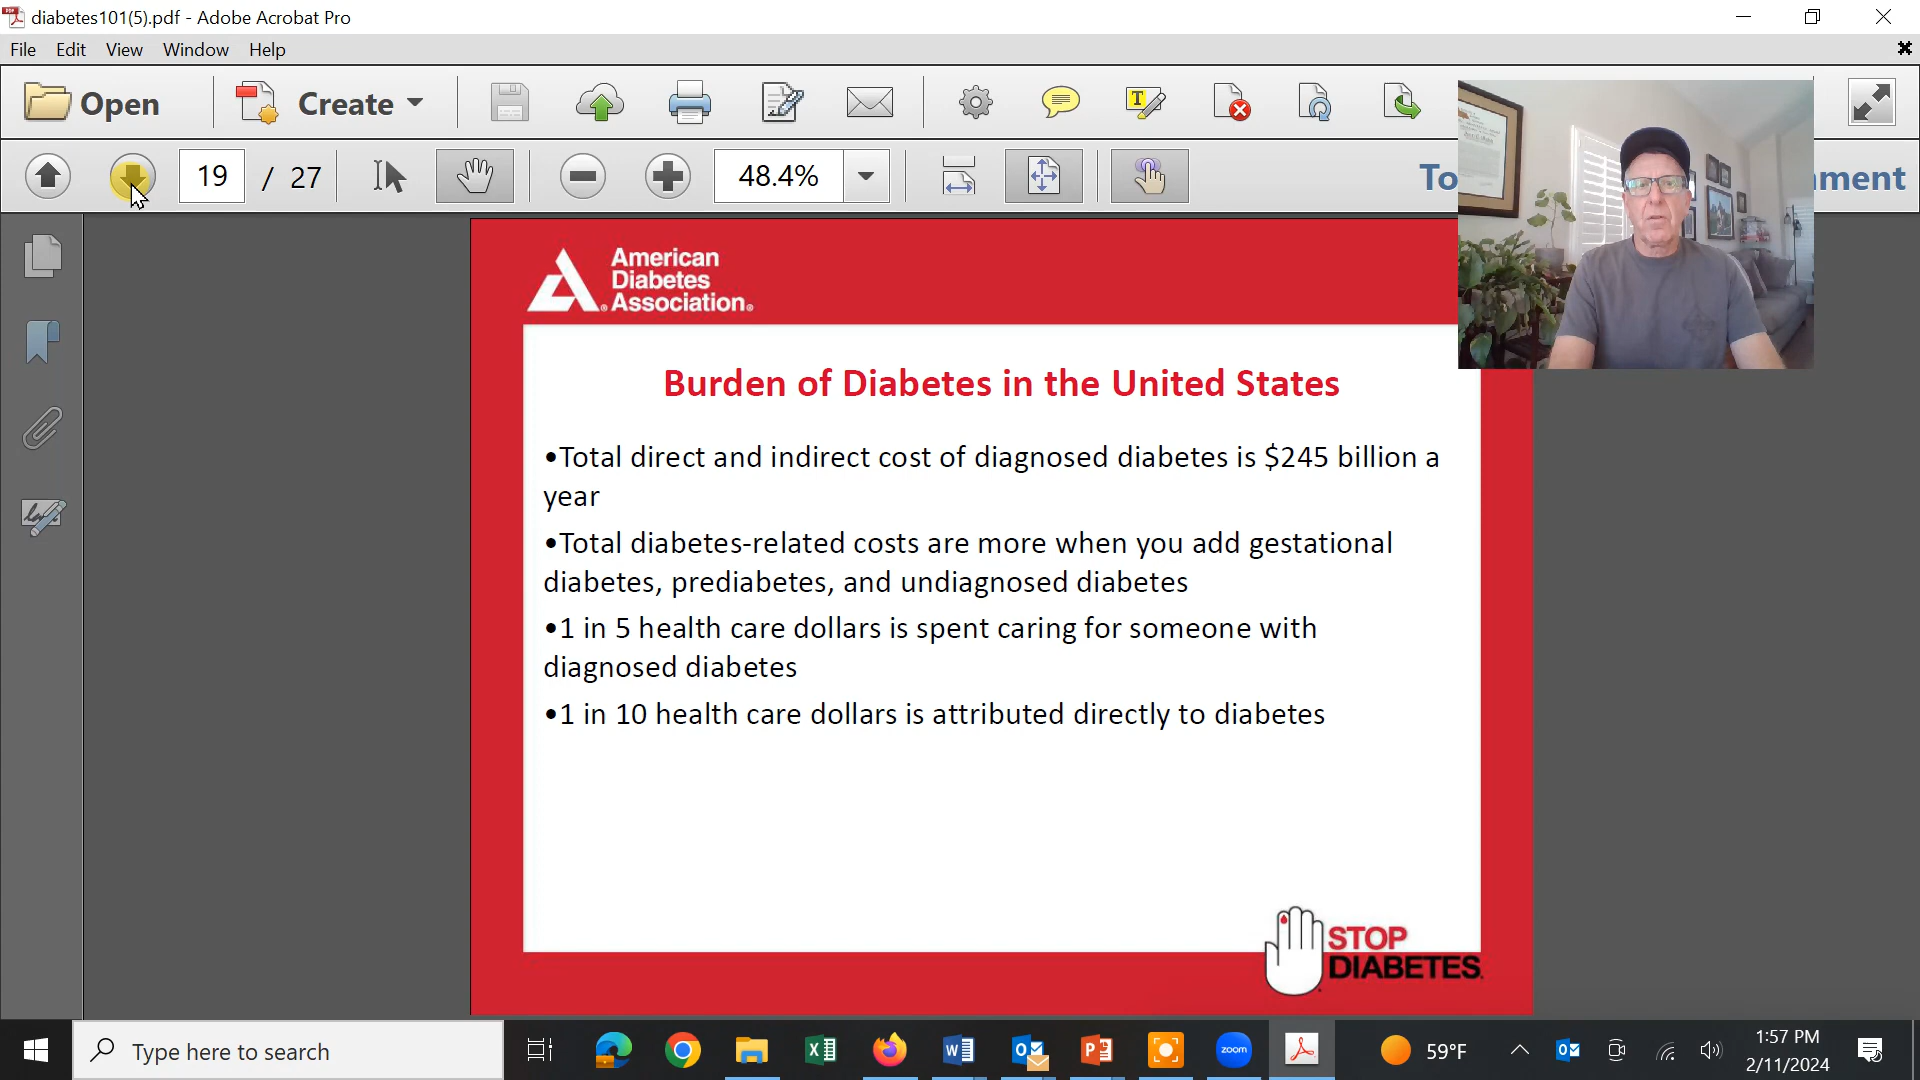 diabetes101(5).pdf - Adobe Acrobat Pro
File Edit View Window Help
Open Create
19 / 27 48.4% To ment
American
Diabetes
Association®
Burden of Diabetes in the United States
•Total direct and indirect cost of diagnosed diabetes is $245 billion a
year
•Total diabetes-related costs are more when you add gestational
diabetes, prediabetes, and undiagnosed diabetes
•1 in 5 health care dollars is spent caring for someone with
diagnosed diabetes
•1 in 10 health care dollars is attributed directly to diabetes
STOP
DIABETES
Type here to search
zoom
59°F
1:57 PM
2/11/2024